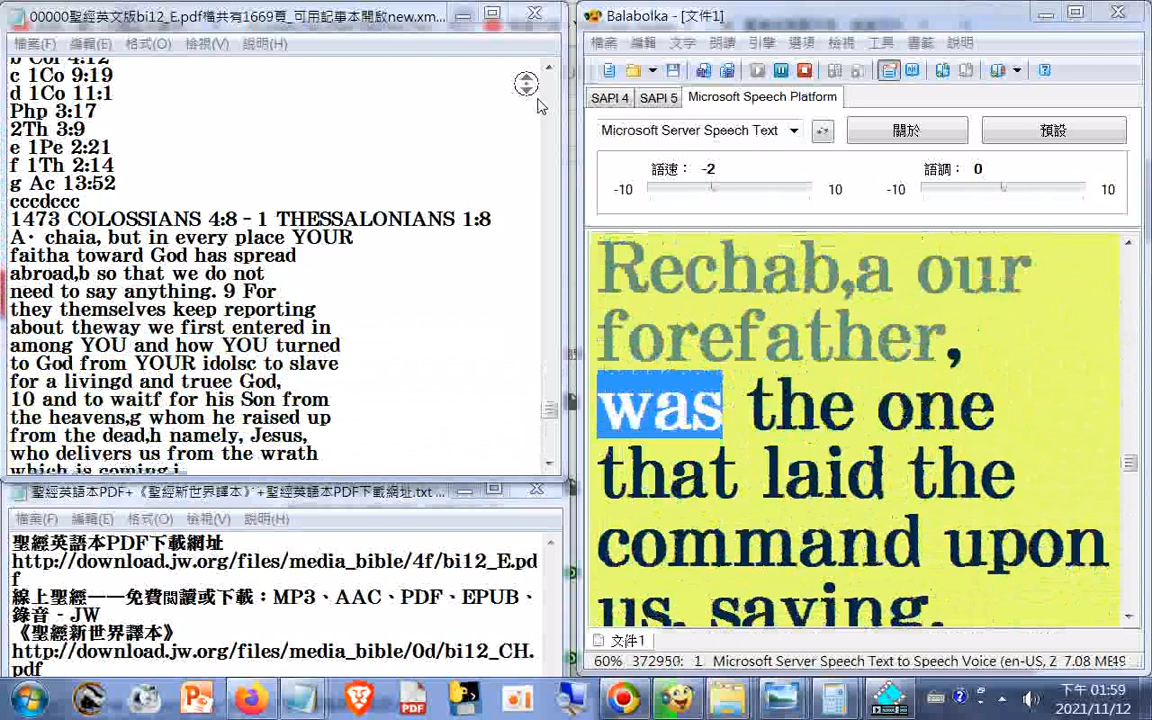 00000聖經英文版bi12_E.pdf檔共有1669頁_可用記事本開啟new.xm...
檔案(F) 編輯(E) 格式(O) 檢視(V) 說明(H)
b Col 4:12
c 1Co 9:19
d 1Co 11:1
Php 3:17
2Th 3:9
e 1Pe 2:21
f 1Th 2:14
g Ac 13:52
cccdccc
1473 COLOSSIANS 4:8 - 1 THESSALONIANS 1:8
A· chaia, but in every place YOUR
faitha toward God has spread
abroad,b so that we do not
need to say anything. 9 For
they themselves keep reporting
about theway we first entered in
among YOU and how YOU turned
to God from YOUR idolsc to slave
for a livingd and truee God,
10 and to waitf for his Son from
the heavens,g whom he raised up
from the dead,h namely, Jesus,
who delivers us from the wrath
which is coming.i
聖經英語本PDF+《聖經新世界譯本》+聖經英語本PDF下載網址.txt ...
檔案(F) 編輯(E) 格式(O) 檢視(V) 說明(H)
聖經英語本PDF下載網址
http://download.jw.org/files/media_bible/4f/bi12_E.pd
f
線上聖經——免費閱讀或下載：MP3、AAC、PDF、EPUB、
錄音 - JW
《聖經新世界譯本》
http://download.jw.org/files/media_bible/0d/bi12_CH.
pdf
Balabolka - [文件1]
檔案 編輯 文字 朗讀 引擎 選項 檢視 工具 書籤 說明
SAPI 4 SAPI 5 Microsoft Speech Platform
Microsoft Server Speech Text 關於 預設
語速： -2 語調： 0
-10 10 -10 10
Rechab,a our
forefather,
was the one
that laid the
command upon
us, saying,
文件1
60% 372950: 1 Microsoft Server Speech Text to Speech Voice (en-US, Z 7.08 ME49
PDF
下午 01:59
2021/11/12